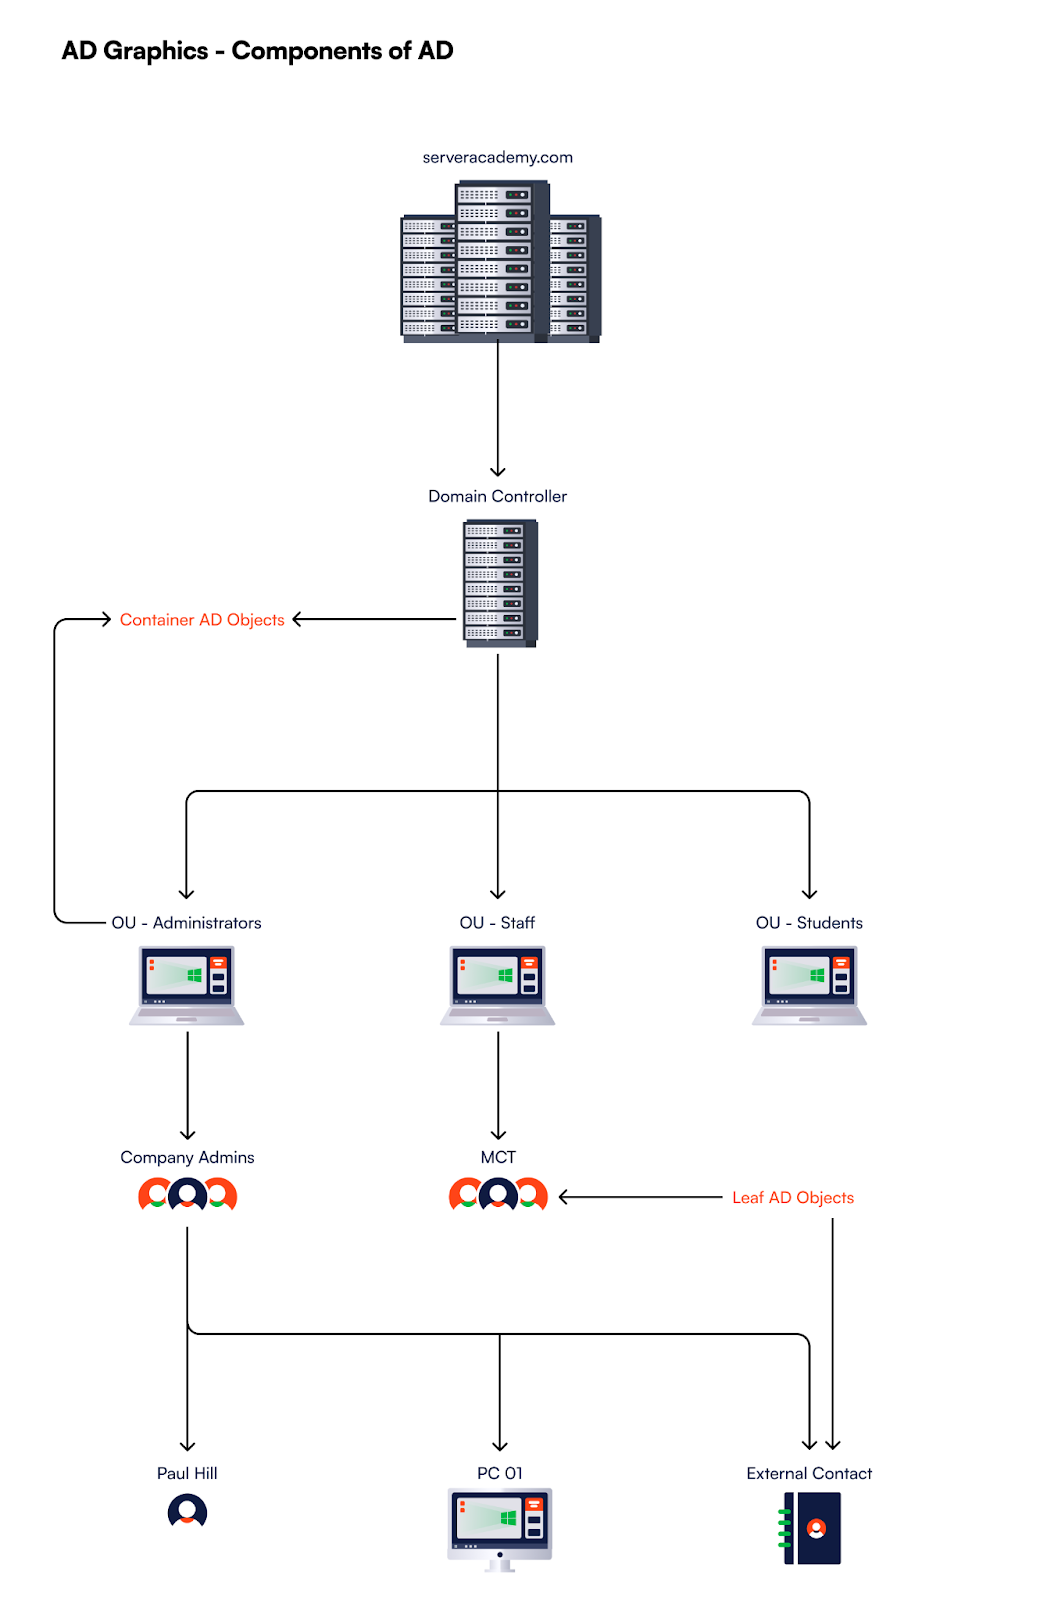 AD Graphics - Components of AD
serveracademy.com
Domain Controller
Container AD Objects
OU - Administrators
OU - Staff
OU - Students
Company Admins
MCT
Leaf AD Objects
Paul Hill
PC 01
External Contact